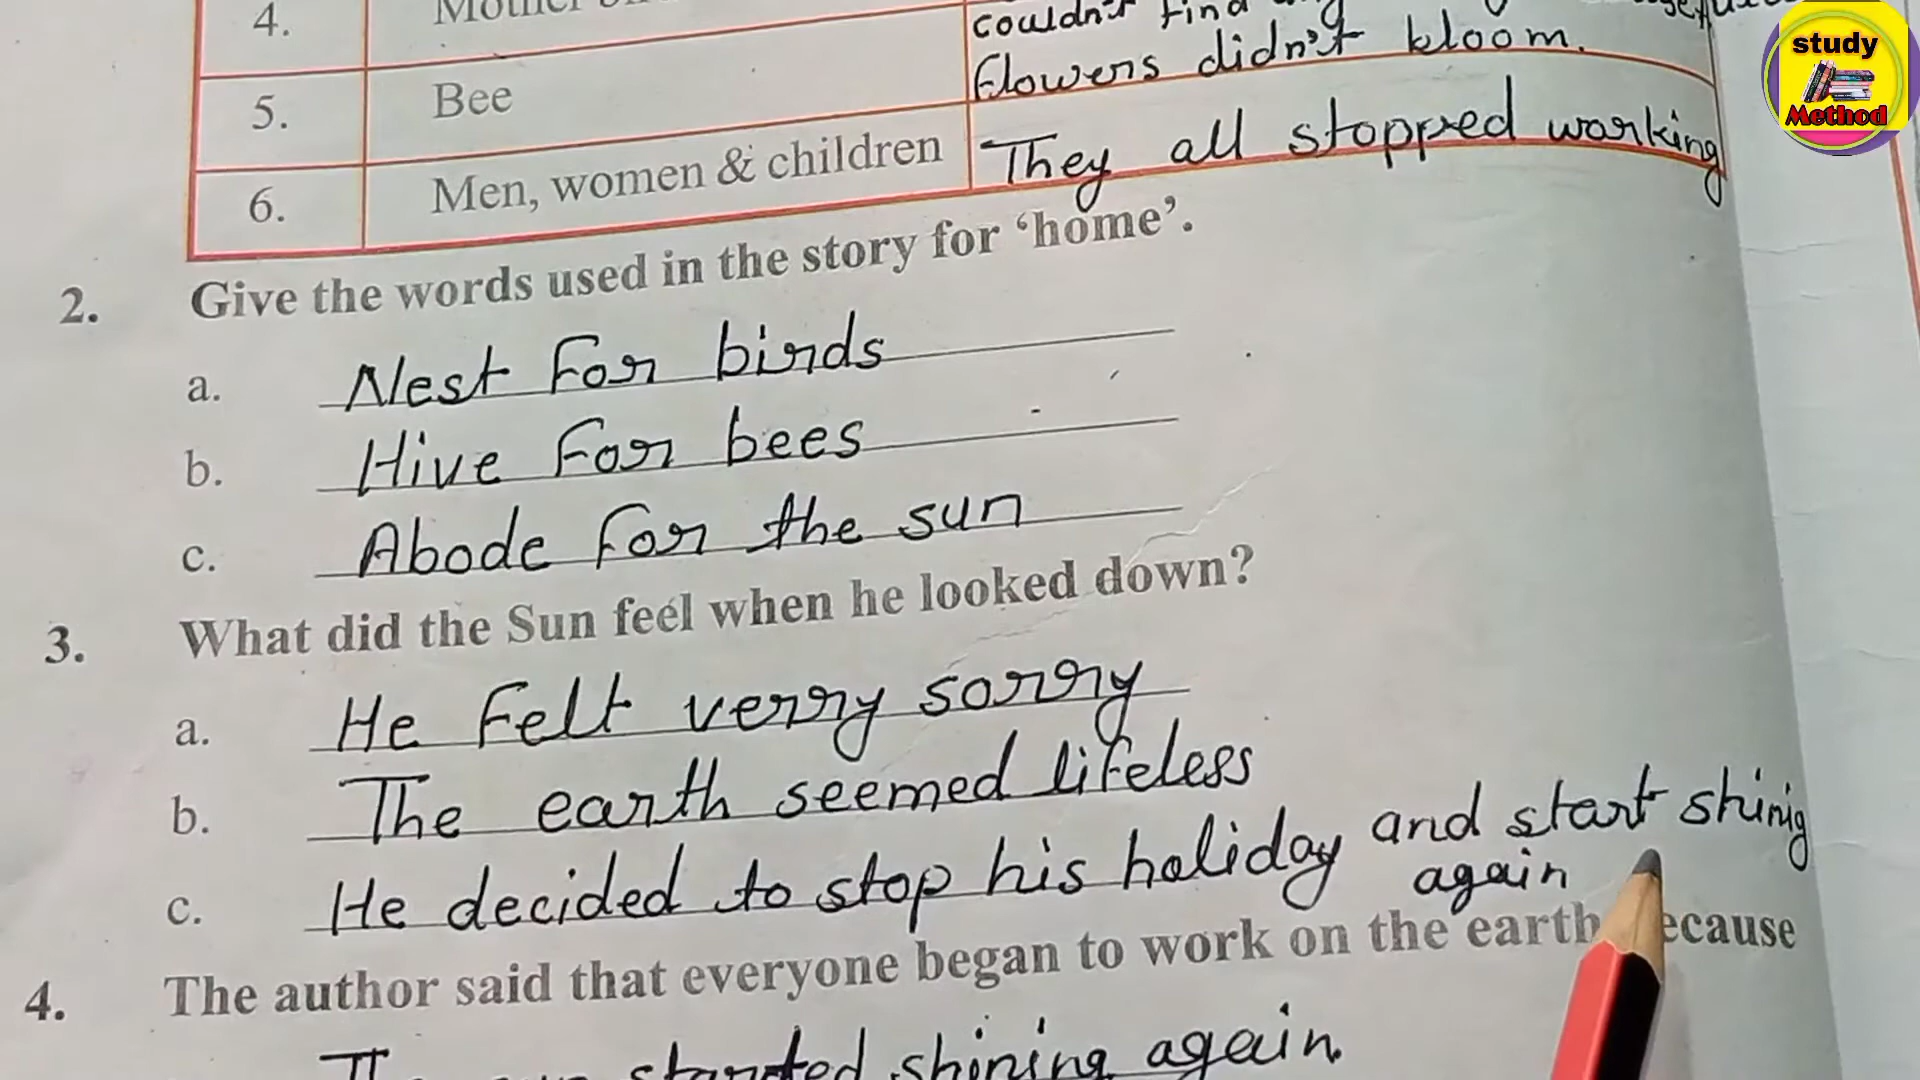 4. Mother
couldn't find
5. Bee flowers didn't bloom.
6. Men, women & children They all stopped working
2. Give the words used in the story for 'home'.
a. Nest for birds
b. Hive for bees
c. Abode for the sun
3. What did the Sun feel when he looked down?
a. He felt verry sorry
b. The earth seemed lifeless
c. He decided to stop his holiday and start shinig
again
4. The author said that everyone began to work on the earth
started shining again.
study
Method